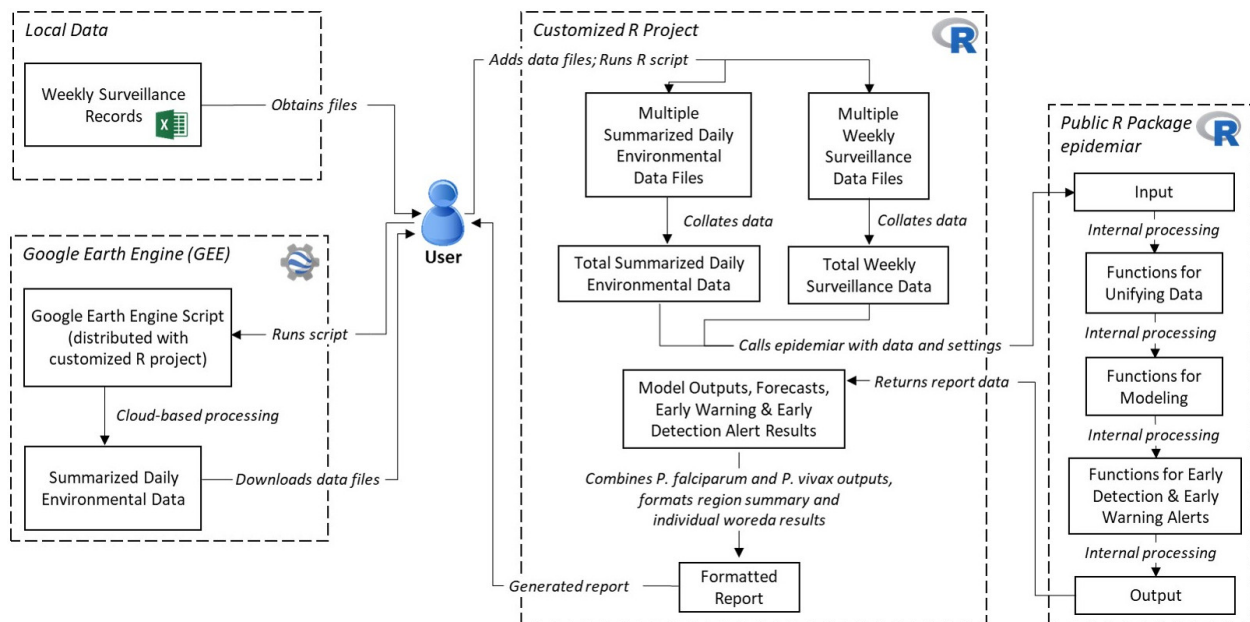 Local Data
Weekly Surveillance
Records
X
Obtains files
Google Earth Engine (GEE)
Google Earth Engine Script
(distributed with
customized R project)
Runs script
Cloud-based processing
Summarized Daily
Environmental Data
Downloads data files
User
Customized R Project
R
Adds data files; Runs R script
Multiple
Summarized Daily
Environmental
Data Files
Multiple
Weekly
Surveillance
Data Files
Collates data
Collates data
Total Summarized Daily
Environmental Data
Total Weekly
Surveillance Data
Calls epidemiar with data and settings
Model Outputs, Forecasts,
Early Warning & Early
Detection Alert Results
Returns report data
Combines P. falciparum and P. vivax outputs,
formats region summary and
individual woreda results
Formatted
Report
Generated report
Public R Package
epidemiar
R
Input
Internal processing
Functions for
Unifying Data
Internal processing
Functions for
Modeling
Internal processing
Functions for Early
Detection & Early
Warning Alerts
Internal processing
Output